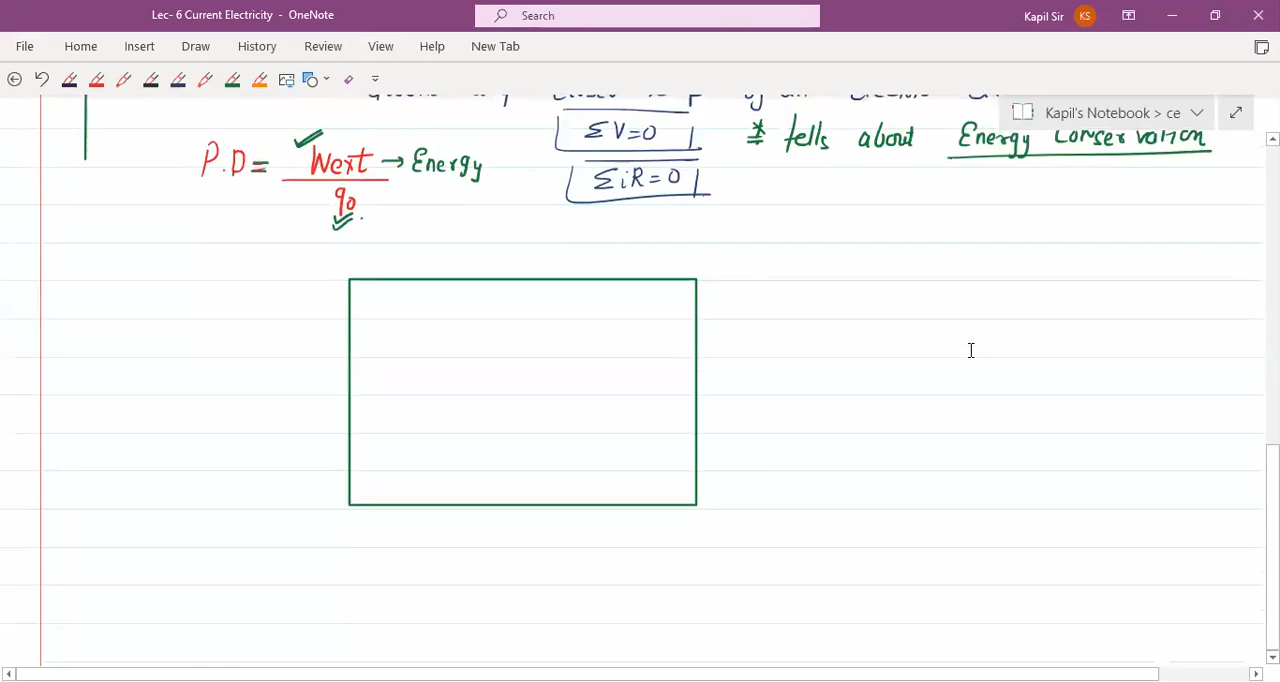 Lec- 6 Current Electricity - OneNote
Search
Kapil Sir KS
File Home Insert Draw History Review View Help New Tab
Kapil's Notebook > ce
ΣV=0
* tells about Energy Conservation
P.D = Wext → Energy
q0
ΣiR=0